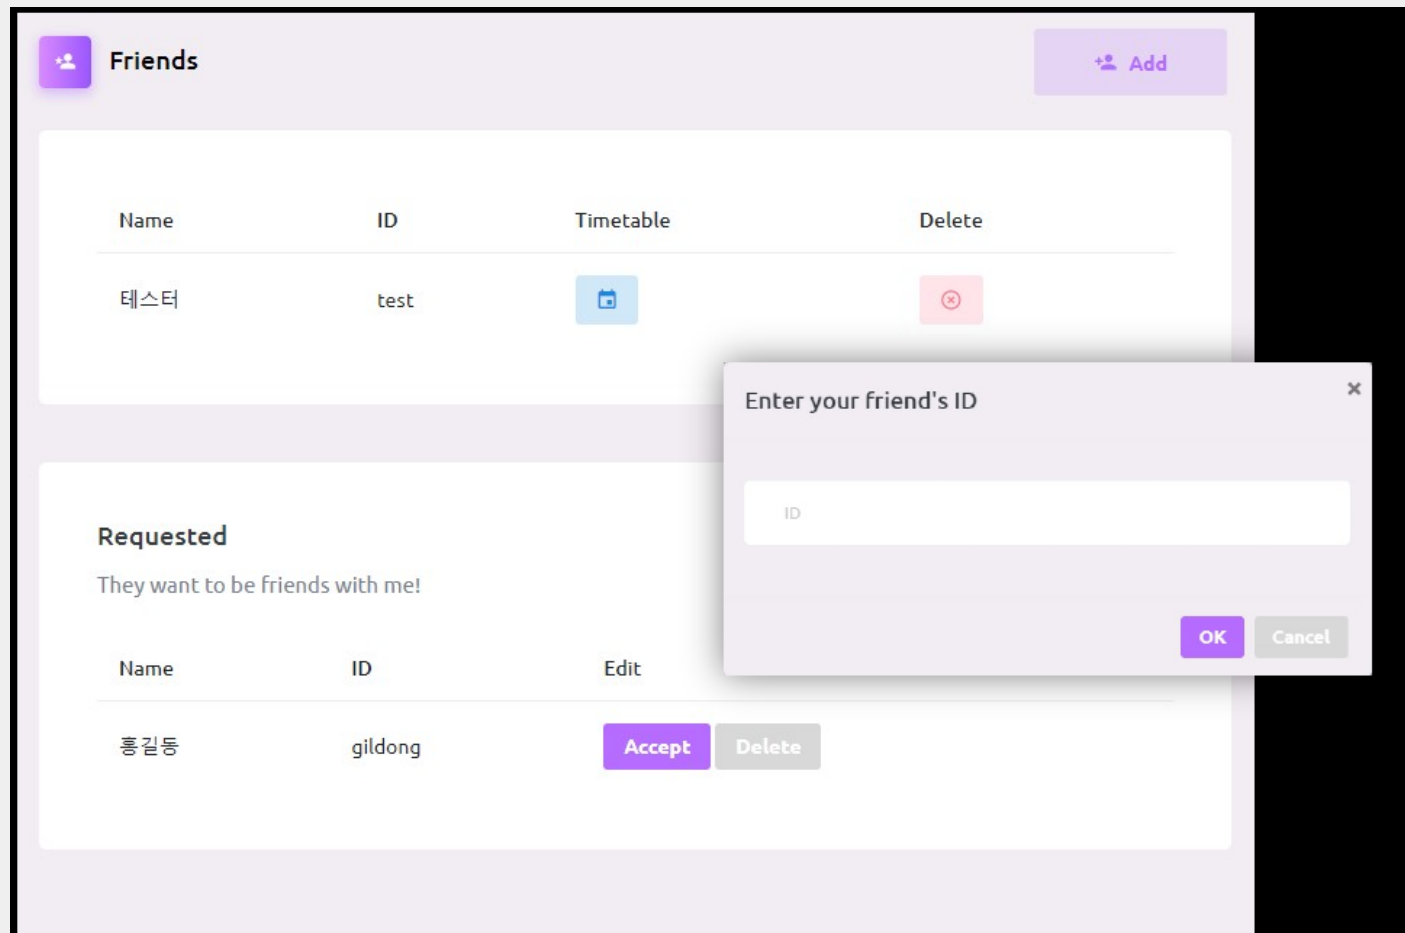 Friends
Add
Name ID Timetable Delete
테스터 test
Enter your friend's ID
ID
OK Cancel
Requested
They want to be friends with me!
Name ID Edit
홍길동 gildong Accept Delete